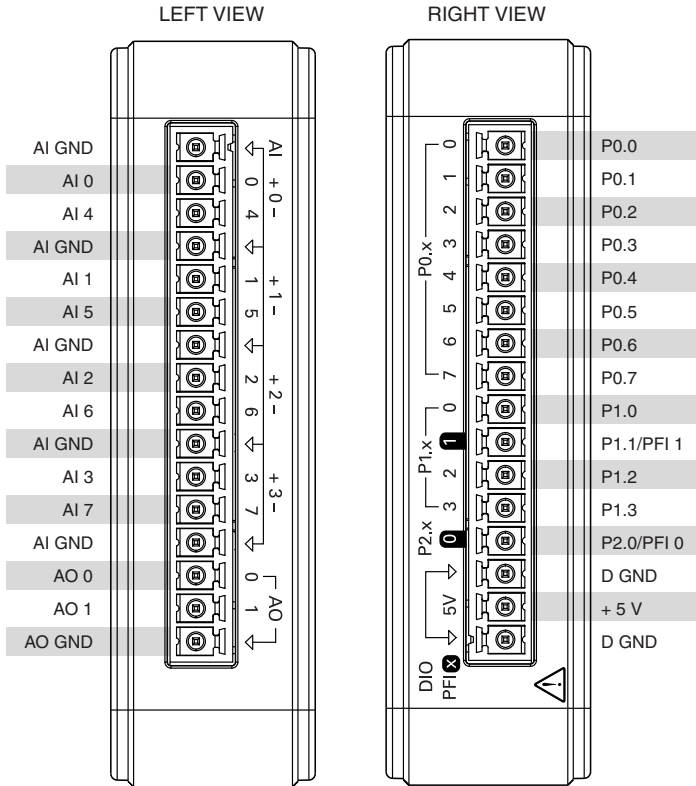 LEFT VIEW
RIGHT VIEW
AI GND
AI 0
AI 4
AI GND
AI 1
AI 5
AI GND
AI 2
AI 6
AI GND
AI 3
AI 7
AI GND
AO 0
AO 1
AO GND
AI
0 + 0 -
4
1 + 1 -
5
2 + 2 -
6
3 + 3 -
7
0
1
AO
P0.x
0
1
2
3
4
5
6
7
P1.x
0
1
2
3
P2.x
0
5V
DIO
PFI X
P0.0
P0.1
P0.2
P0.3
P0.4
P0.5
P0.6
P0.7
P1.0
P1.1/PFI 1
P1.2
P1.3
P2.0/PFI 0
D GND
+ 5 V
D GND